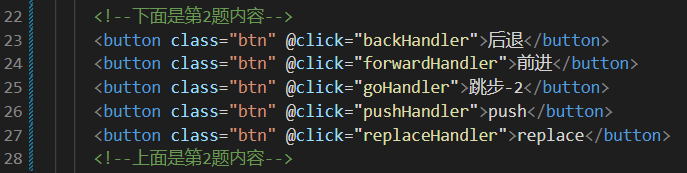 22 <!--下面是第2题内容-->
23 <button class="btn" @click="backHandler">后退</button>
24 <button class="btn" @click="forwardHandler">前进</button>
25 <button class="btn" @click="goHandler">跳步-2</button>
26 <button class="btn" @click="pushHandler">push</button>
27 <button class="btn" @click="replaceHandler">replace</button>
28 <!--上面是第2题内容-->